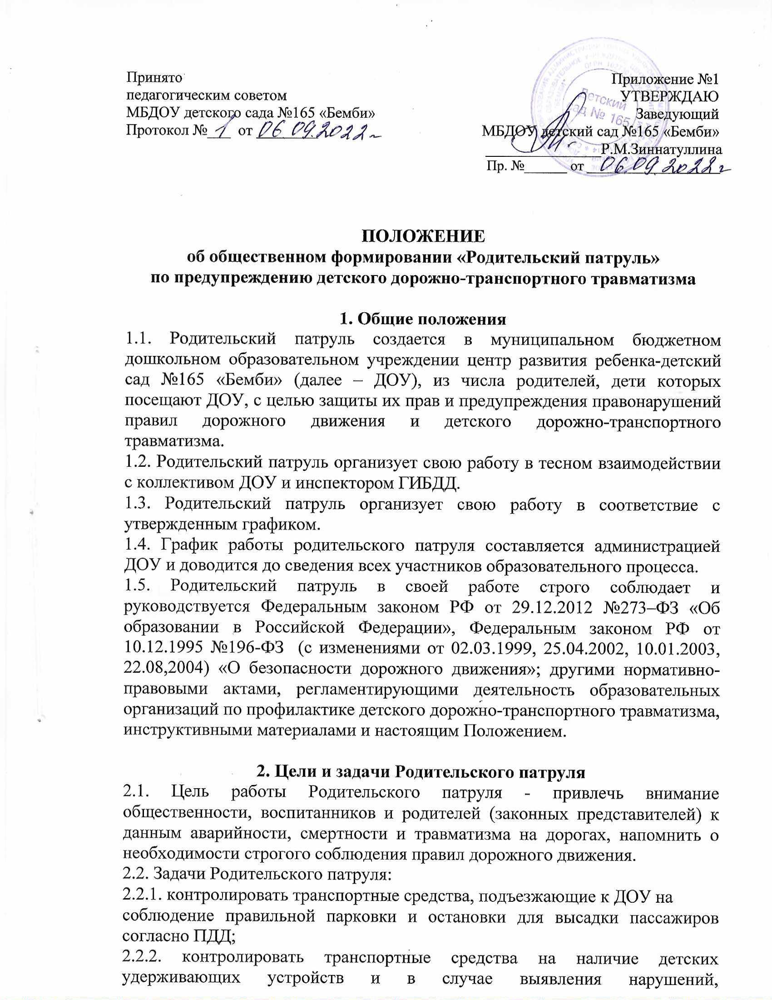 Принято
педагогическим советом
МБДОУ детского сада №165 «Бемби»
Протокол №___1 от 06.09.2022 г
Приложение №1
УТВЕРЖДАЮ
Заведующий
МБДОУ детский сад №165 «Бемби»
Р.М.Зиннатуллина
Пр. №______ от 06.09 2022 г
Детский
сад № 165
ПОЛОЖЕНИЕ
об общественном формировании «Родительский патруль»
по предупреждению детского дорожно-транспортного травматизма
1. Общие положения
1.1. Родительский патруль создается в муниципальном бюджетном
дошкольном образовательном учреждении центр развития ребенка-детский
сад №165 «Бемби» (далее – ДОУ), из числа родителей, дети которых
посещают ДОУ, с целью защиты их прав и предупреждения правонарушений
правил дорожного движения и детского дорожно-транспортного
травматизма.
1.2. Родительский патруль организует свою работу в тесном взаимодействии
с коллективом ДОУ и инспектором ГИБДД.
1.3. Родительский патруль организует свою работу в соответствие с
утвержденным графиком.
1.4. График работы родительского патруля составляется администрацией
ДОУ и доводится до сведения всех участников образовательного процесса.
1.5. Родительский патруль в своей работе строго соблюдает и
руководствуется Федеральным законом РФ от 29.12.2012 №273–ФЗ «Об
образовании в Российской Федерации», Федеральным законом РФ от
10.12.1995 №196-ФЗ (с изменениями от 02.03.1999, 25.04.2002, 10.01.2003,
22.08,2004) «О безопасности дорожного движения»; другими нормативно-
правовыми актами, регламентирующими деятельность образовательных
организаций по профилактике детского дорожно-транспортного травматизма,
инструктивными материалами и настоящим Положением.
2. Цели и задачи Родительского патруля
2.1. Цель работы Родительского патруля - привлечь внимание
общественности, воспитанников и родителей (законных представителей) к
данным аварийности, смертности и травматизма на дорогах, напомнить о
необходимости строгого соблюдения правил дорожного движения.
2.2. Задачи Родительского патруля:
2.2.1. контролировать транспортные средства, подъезжающие к ДОУ на
соблюдение правильной парковки и остановки для высадки пассажиров
согласно ПДД;
2.2.2. контролировать транспортные средства на наличие детских
удерживающих устройств и в случае выявления нарушений,